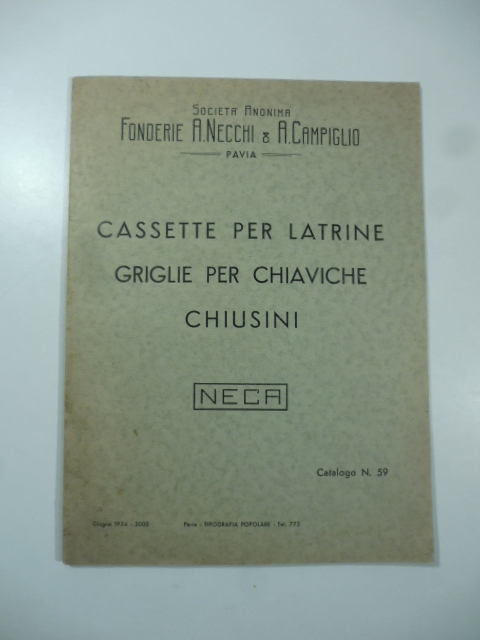 SOCIETÀ ANONIMA
FONDERIE A. NECCHI & A. CAMPIGLIO
PAVIA
CASSETTE PER LATRINE
GRIGLIE PER CHIAVICHE
CHIUSINI
NECA
Catalogo N. 59
Giugno 1934 - 3000 Pavia - TIPOGRAFIA POPOLARE - Tel. 773